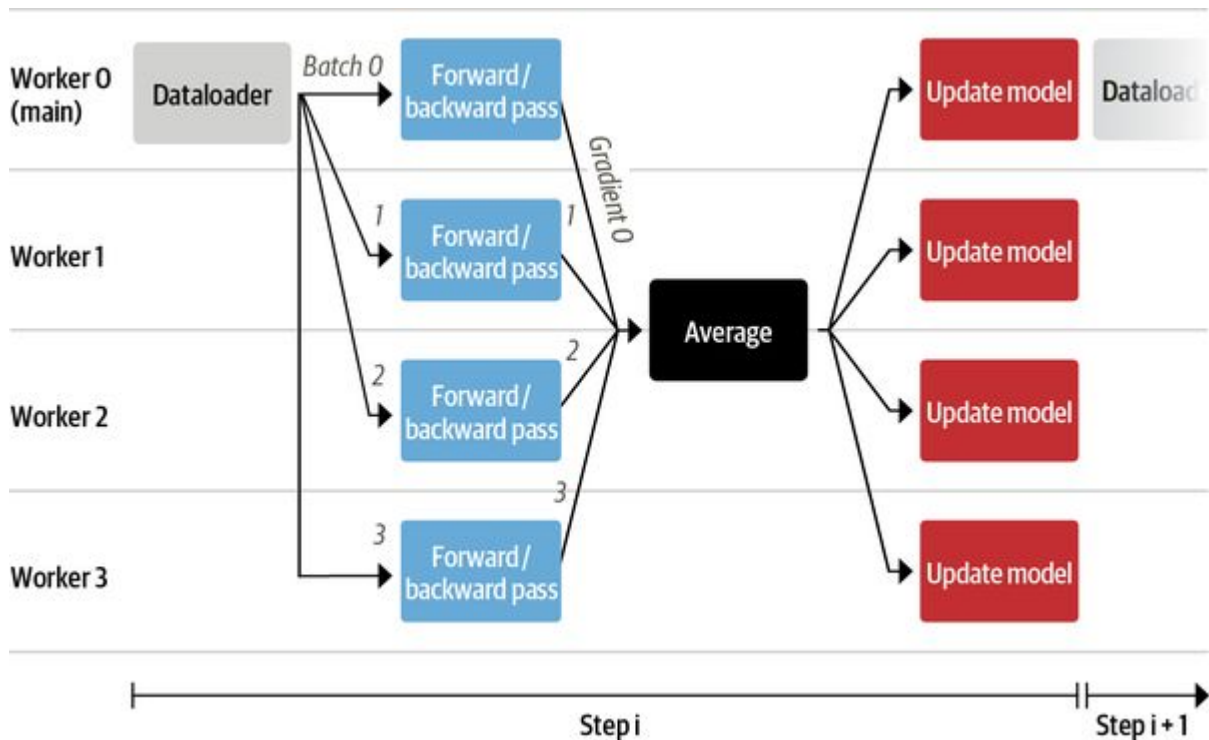 Worker 0
(main)
Dataloader
Batch 0
Forward/
backward pass
Gradient 0
Update model
Dataload
Worker 1
1
Forward/
backward pass
1
Update model
Average
Worker 2
2
Forward/
backward pass
2
Update model
Worker 3
3
Forward/
backward pass
3
Update model
Step i
Step i + 1